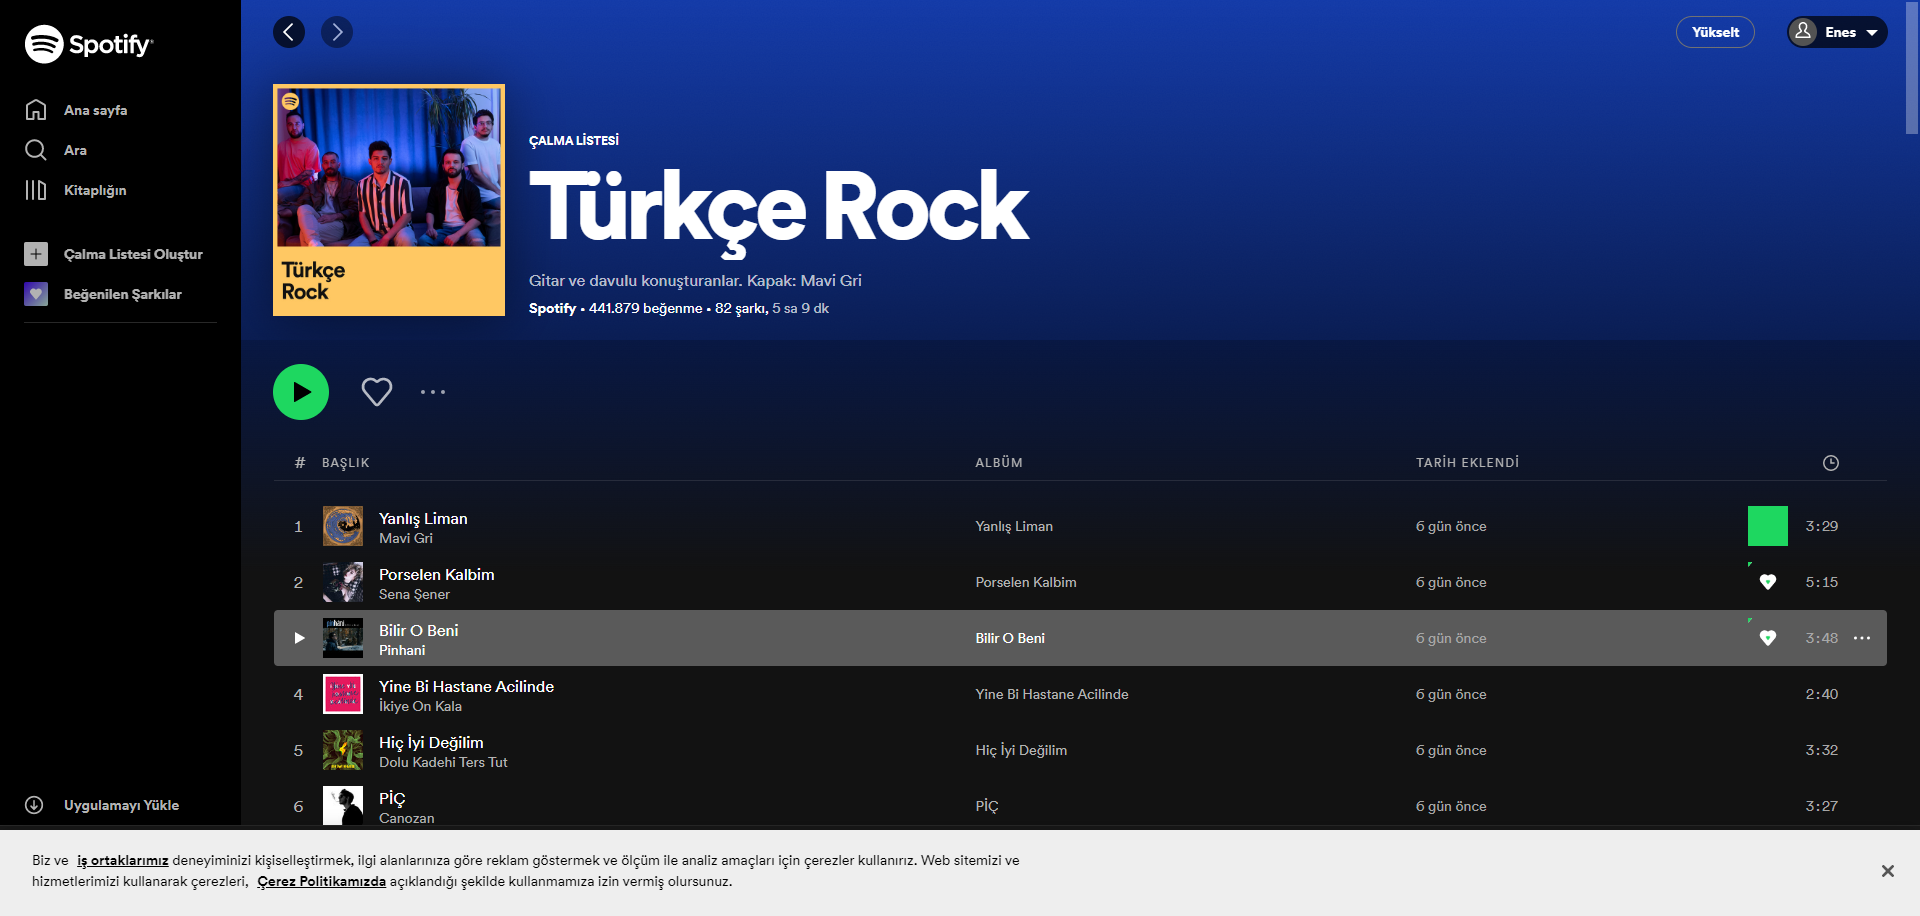 Spotify
Ana sayfa
Ara
Kitaplığın
Çalma Listesi Oluştur
Beğenilen Şarkılar
Uygulamayı Yükle
Yükselt
Enes
Türkçe
Rock
ÇALMA LİSTESİ
Türkçe Rock
Gitar ve davulu konuşturanlar. Kapak: Mavi Gri
Spotify • 441.879 beğenme • 82 şarkı, 5 sa 9 dk
# BAŞLIK ALBÜM TARİH EKLENDİ
1 Yanlış Liman Yanlış Liman 6 gün önce 3:29
Mavi Gri
2 Porselen Kalbim Porselen Kalbim 6 gün önce 5:15
Sena Şener
Bilir O Beni Bilir O Beni 6 gün önce 3:48
Pinhani
4 Yine Bi Hastane Acilinde Yine Bi Hastane Acilinde 6 gün önce 2:40
İkiye On Kala
5 Hiç İyi Değilim Hiç İyi Değilim 6 gün önce 3:32
Dolu Kadehi Ters Tut
6 PİÇ PİÇ 6 gün önce 3:27
Canozan
Biz ve iş ortaklarımız deneyiminizi kişiselleştirmek, ilgi alanlarınıza göre reklam göstermek ve ölçüm ile analiz amaçları için çerezler kullanırız. Web sitemizi ve
hizmetlerimizi kullanarak çerezleri, Çerez Politikamızda açıklandığı şekilde kullanmamıza izin vermiş olursunuz.